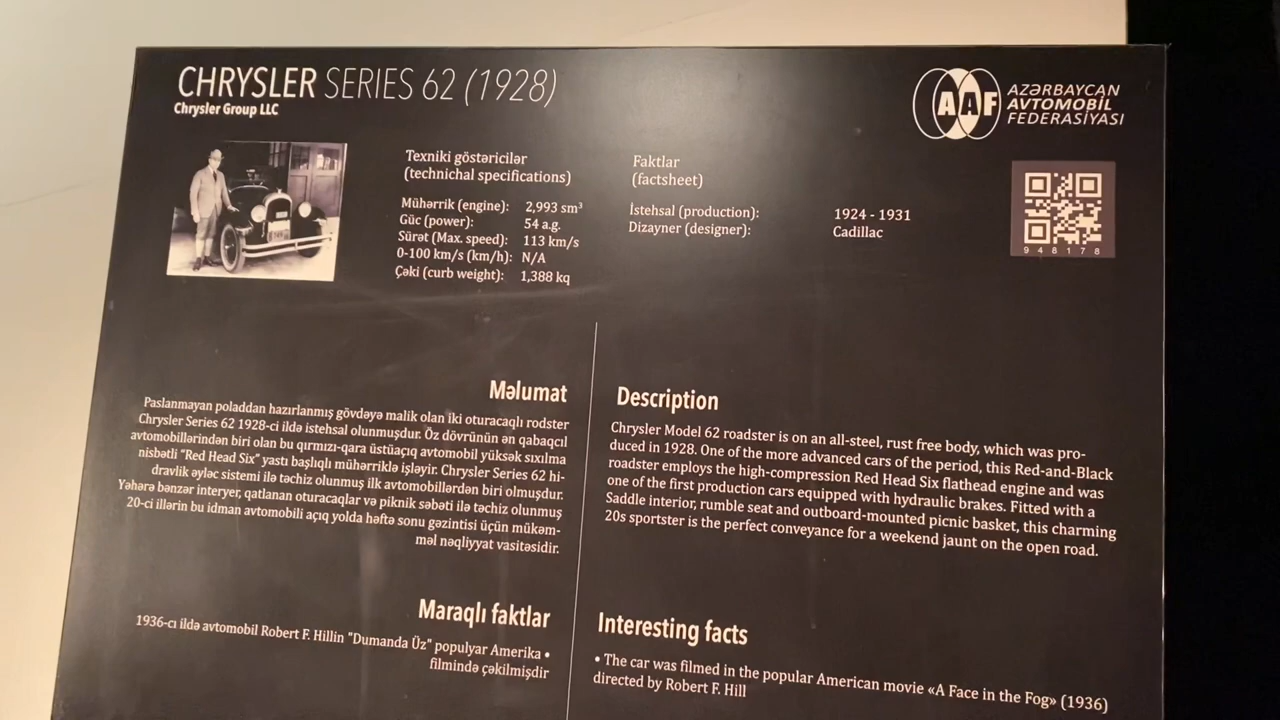 CHRYSLER SERIES 62 (1928)
Chrysler Group LLC
AAF
AZƏRBAYCAN
AVTOMOBİL
FEDERASİYASI
Texniki göstəricilər
(technichal specifications)
Mühərrik (engine): 2,993 sm³
Güc (power): 54 a.g.
Sürət (Max. speed): 113 km/s
0-100 km/s (km/h): N/A
Çəki (curb weight): 1,388 kq
Faktlar
(factsheet)
İstehsal (production): 1924 - 1931
Dizayner (designer): Cadillac
948178
Məlumat
Paslanmayan poladdan hazırlanmış gövdəyə malik olan iki oturacaqlı rodster
Chrysler Series 62 1928-ci ildə istehsal olunmuşdur. Öz dövrünün ən qabaqcıl
avtomobillərindən biri olan bu qırmızı-qara üstüaçıq avtomobil yüksək sıxılma
nisbətli "Red Head Six" yastı başlıqlı mühərriklə işləyir. Chrysler Series 62 hi-
dravlik əyləc sistemi ilə təchiz olunmuş ilk avtomobillərdən biri olmuşdur.
Yəhərə bənzər interyer, qatlanan oturacaqlar və piknik səbəti ilə təchiz olunmuş
20-ci illərin bu idman avtomobili açıq yolda həftə sonu gəzintisi üçün mükəm-
məl nəqliyyat vasitəsidir.
Maraqlı faktlar
1936-cı ildə avtomobil Robert F. Hillin "Dumanda Üz" populyar Amerika •
filmində çəkilmişdir
Description
Chrysler Model 62 roadster is on an all-steel, rust free body, which was pro-
duced in 1928. One of the more advanced cars of the period, this Red-and-Black
roadster employs the high-compression Red Head Six flathead engine and was
one of the first production cars equipped with hydraulic brakes. Fitted with a
Saddle interior, rumble seat and outboard-mounted picnic basket, this charming
20s sportster is the perfect conveyance for a weekend jaunt on the open road.
Interesting facts
• The car was filmed in the popular American movie «A Face in the Fog» (1936)
directed by Robert F. Hill